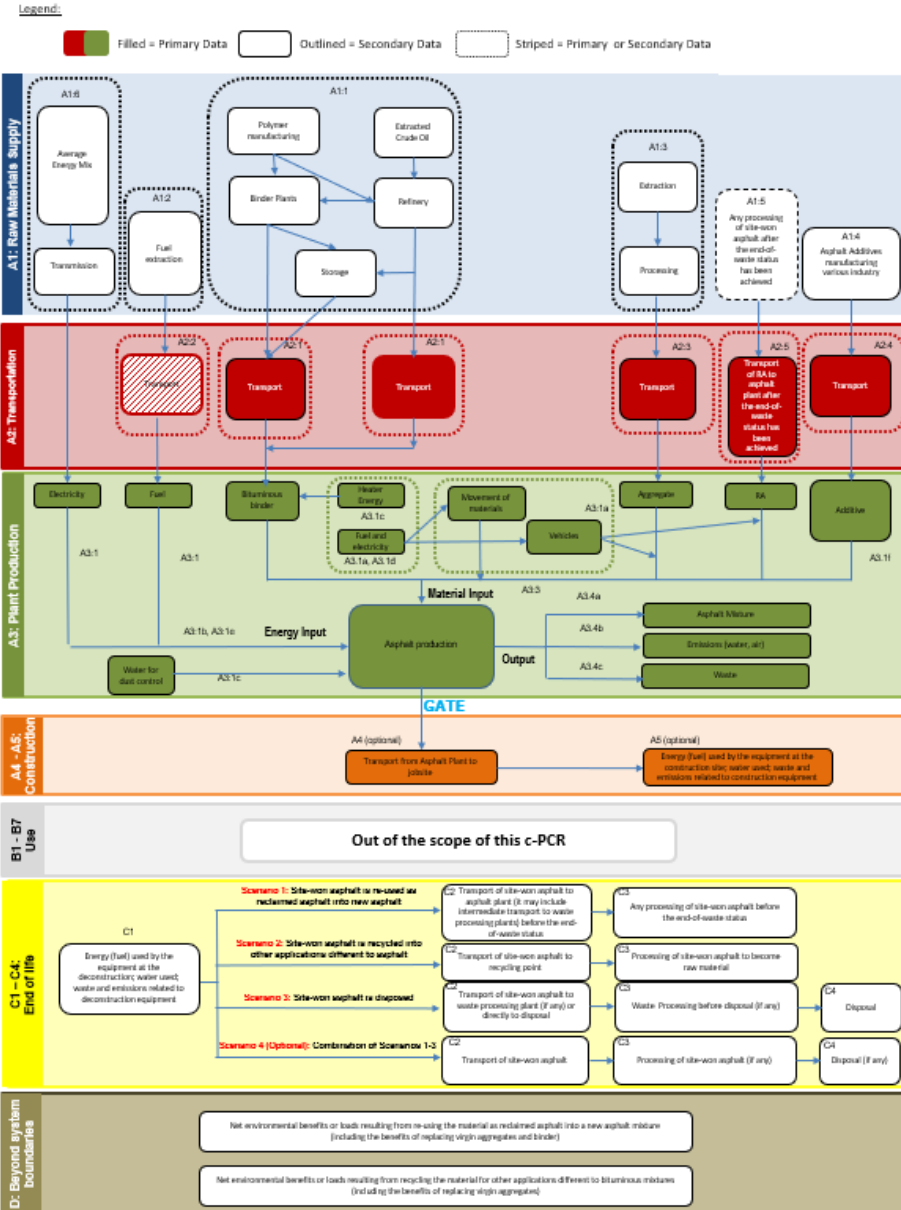 Legend:
Filled = Primary Data
Outlined = Secondary Data
Striped = Primary or Secondary Data
A1: Raw Materials Supply
A1:6
Average
Energy Mix
Transmission
A1:2
Fuel
extraction
A1:1
Polymer
manufacturing
Extracted
Crude Oil
Binder Plants
Refinery
Storage
A1:3
Extraction
Processing
A1:5
Any processing
of site-won
asphalt after
the end-of-
waste status
has been
achieved
A1:4
Asphalt Additives
manufacturing
various industry
A2: Transportation
A2:2
Transport
A2:1
Transport
A2:1
Transport
A2:3
Transport
A2:5
Transport
of RA to
asphalt
plant after
the end-of-
waste
status has
been
achieved
A2:4
Transport
A3: Plant Production
Electricity
Fuel
Bituminous
binder
Heater
Energy
A3.1c
Fuel and
electricity
A3.1a, A3.1d
Movement of
materials
Vehicles
A3:1a
Aggregate
RA
Additive
A3:1
A3:1
A3.1f
Material Input
A3:3
A3.4a
Asphalt Mixture
A3:1b, A3:1e
Energy Input
Asphalt production
A3.4b
Emissions (water, air)
Output
Water for
dust control
A3:1c
A3.4c
Waste
GATE
A4 - A5:
Construction
A4 (optional)
Transport from Asphalt Plant to
jobsite
A5 (optional)
Energy (fuel) used by the equipment at the
construction site; water used; waste and
emissions related to construction equipment
B1 - B7
Use
Out of the scope of this c-PCR
C1 – C4:
End of life
C1
Energy (fuel) used by the
equipment at the
deconstruction; water used;
waste and emissions related to
deconstruction equipment
Scenario 1: Site-won asphalt is re-used as
reclaimed asphalt into new asphalt
C2 Transport of site-won asphalt to
asphalt plant (it may include
intermediate transport to waste
processing plants) before the end-
of-waste status
C3
Any processing of site-won asphalt before
the end-of-waste status
Scenario 2: Site-won asphalt is recycled into
other applications different to asphalt
C2 Transport of site-won asphalt to
recycling point
C3
Processing of site-won asphalt to become
raw material
Scenario 3: Site-won asphalt is disposed
C2 Transport of site-won asphalt to
waste processing plant (if any) or
directly to disposal
C3
Waste Processing before disposal (if any)
C4
Disposal
Scenario 4 (Optional): Combination of Scenarios 1-3
C2
Transport of site-won asphalt
C3
Processing of site-won asphalt (if any)
C4
Disposal (if any)
D: Beyond system
boundaries
Net environmental benefits or loads resulting from re-using the material as reclaimed asphalt into a new asphalt mixture
(including the benefits of replacing virgin aggregates and binder)
Net environmental benefits or loads resulting from recycling the material for other applications different to bituminous mixtures
(including the benefits of replacing virgin aggregates)